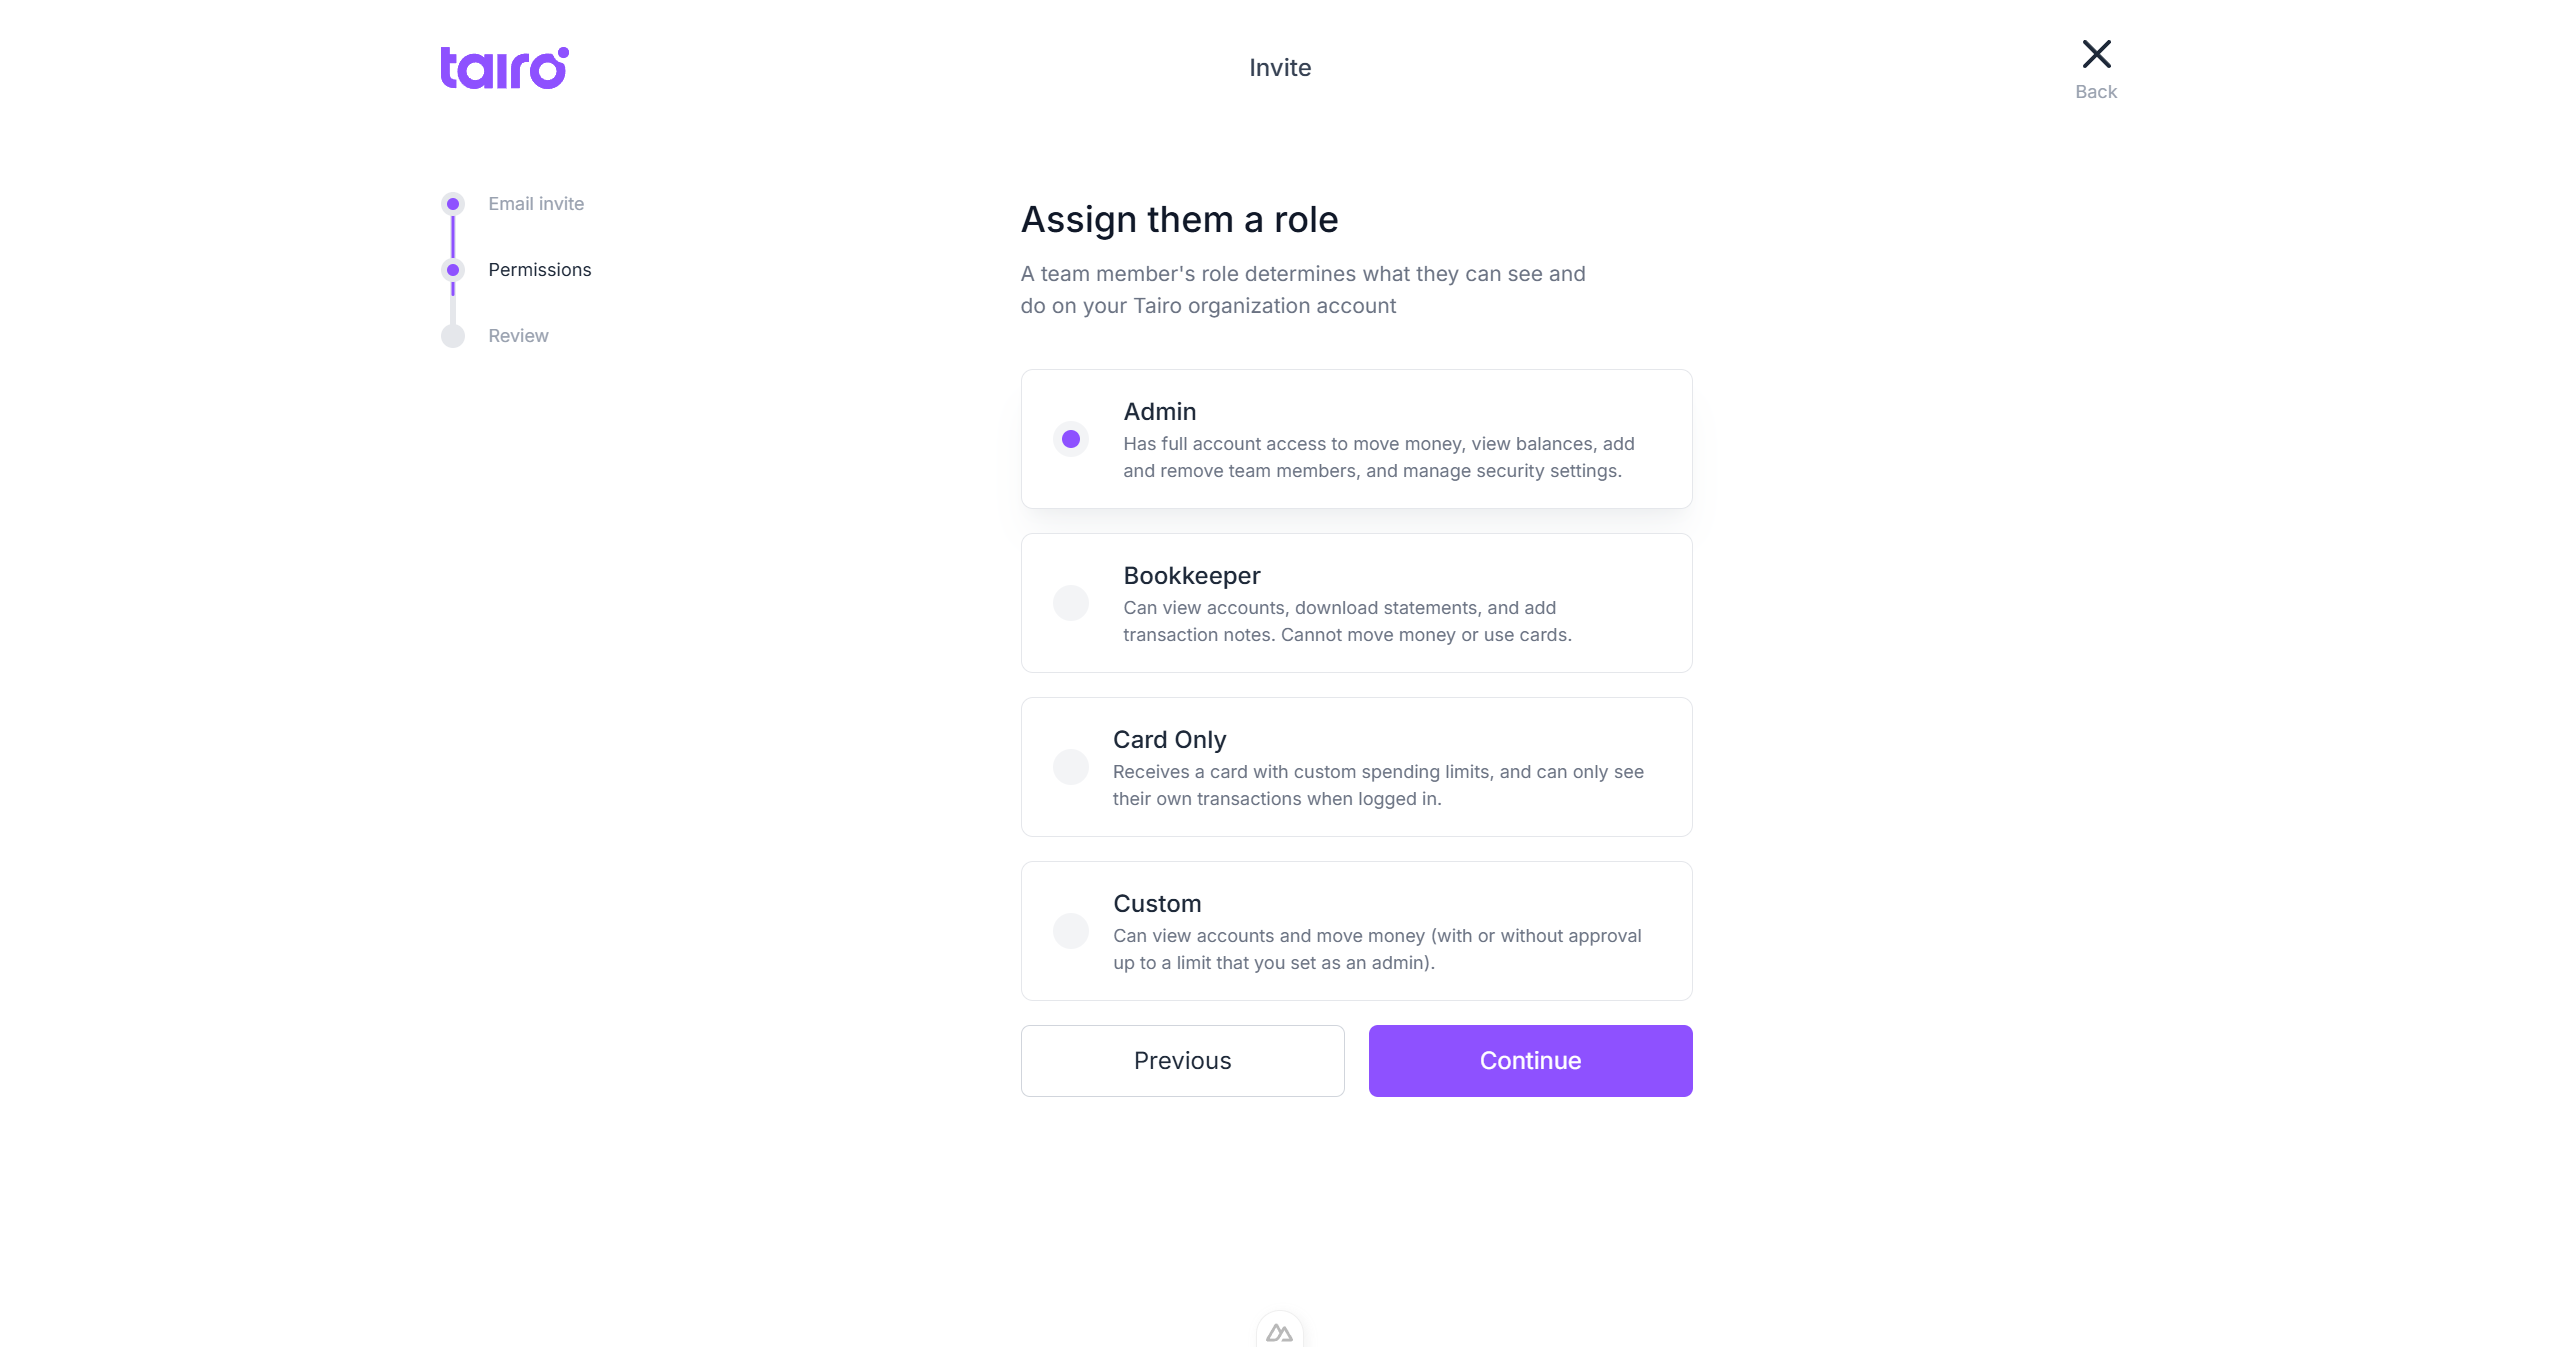 tairo
Invite
Back
Email invite
Permissions
Review
Assign them a role
A team member's role determines what they can see and
do on your Tairo organization account
Admin
Has full account access to move money, view balances, add
and remove team members, and manage security settings.
Bookkeeper
Can view accounts, download statements, and add
transaction notes. Cannot move money or use cards.
Card Only
Receives a card with custom spending limits, and can only see
their own transactions when logged in.
Custom
Can view accounts and move money (with or without approval
up to a limit that you set as an admin).
Previous
Continue